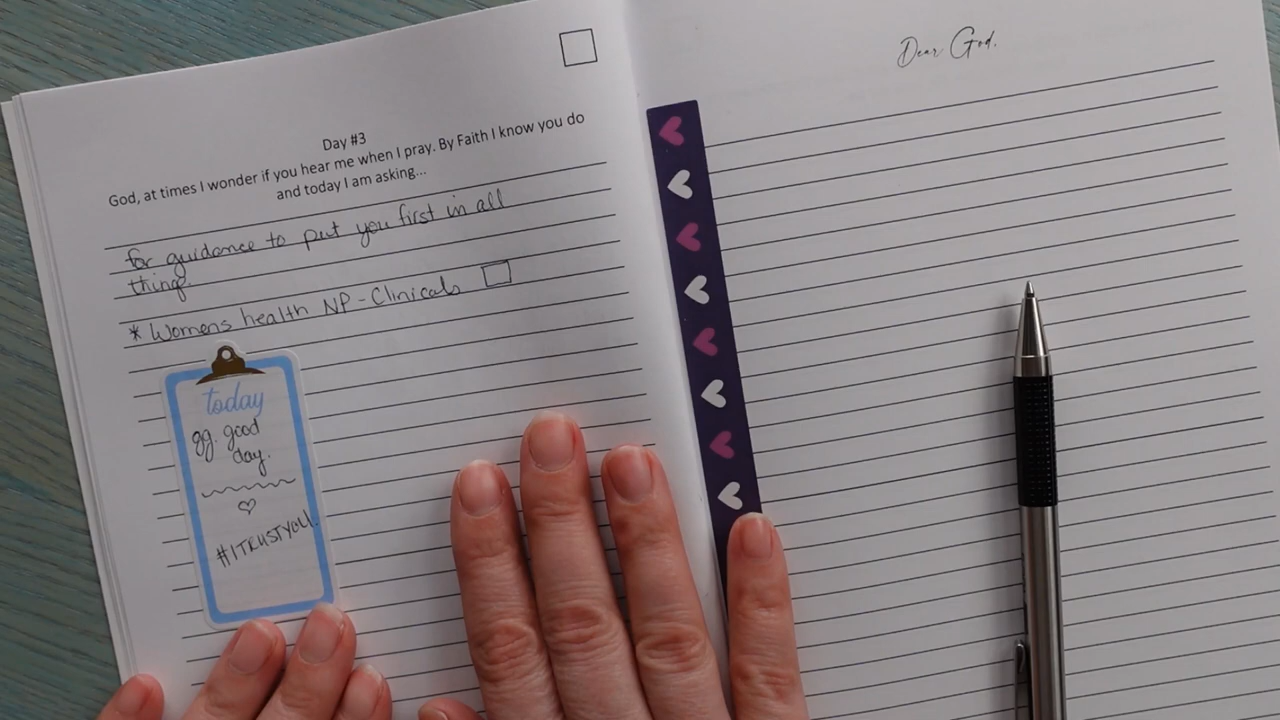 Day #3
God, at times I wonder if you hear me when I pray. By Faith I know you do
and today I am asking...
for guidance to put you first in all
things.
* Womens health NP - Clinicals
today
gg. good
day.
#ITRUSTYOU!
Dear God,